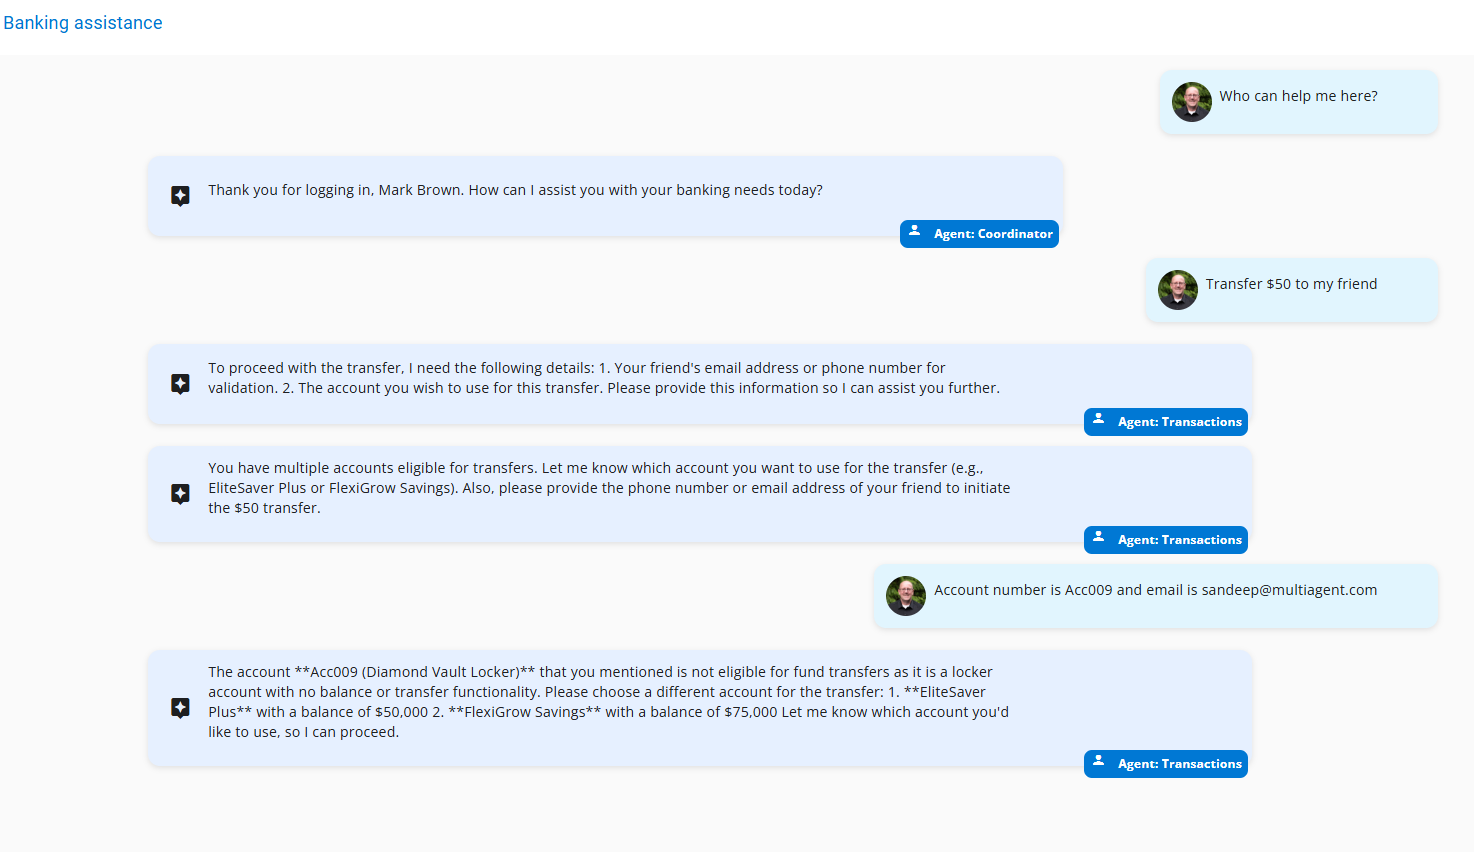 Banking assistance
Who can help me here?
Thank you for logging in, Mark Brown. How can I assist you with your banking needs today?
Agent: Coordinator
Transfer $50 to my friend
To proceed with the transfer, I need the following details: 1. Your friend's email address or phone number for
validation. 2. The account you wish to use for this transfer. Please provide this information so I can assist you further.
Agent: Transactions
You have multiple accounts eligible for transfers. Let me know which account you want to use for the transfer (e.g.,
EliteSaver Plus or FlexiGrow Savings). Also, please provide the phone number or email address of your friend to initiate
the $50 transfer.
Agent: Transactions
Account number is Acc009 and email is sandeep@multiagent.com
The account **Acc009 (Diamond Vault Locker)** that you mentioned is not eligible for fund transfers as it is a locker
account with no balance or transfer functionality. Please choose a different account for the transfer: 1. **EliteSaver
Plus** with a balance of $50,000 2. **FlexiGrow Savings** with a balance of $75,000 Let me know which account you'd
like to use, so I can proceed.
Agent: Transactions